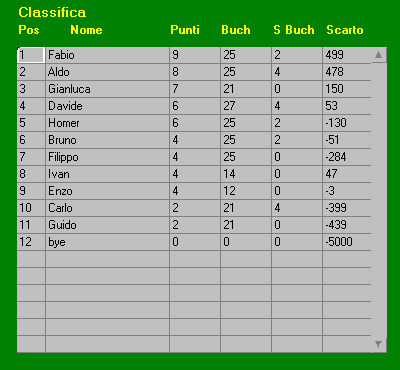 Classifica
Pos Nome Punti Buch S Buch Scarto
1 Fabio 9 25 2 499
2 Aldo 8 25 4 478
3 Gianluca 7 21 0 150
4 Davide 6 27 4 53
5 Homer 6 25 2 -130
6 Bruno 4 25 2 -51
7 Filippo 4 25 0 -284
8 Ivan 4 14 0 47
9 Enzo 4 12 0 -3
10 Carlo 2 21 4 -399
11 Guido 2 21 0 -439
12 bye 0 0 0 -5000